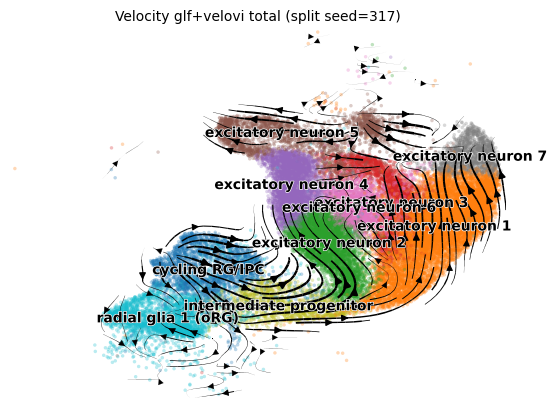 Velocity glf+velovi total (split seed=317)
excitatory neuron 5
excitatory neuron 7
excitatory neuron 4
excitatory neuron 3
excitatory neuron 6
excitatory neuron 1
excitatory neuron 2
cycling RG/IPC
intermediate progenitor
radial glia 1 (oRG)